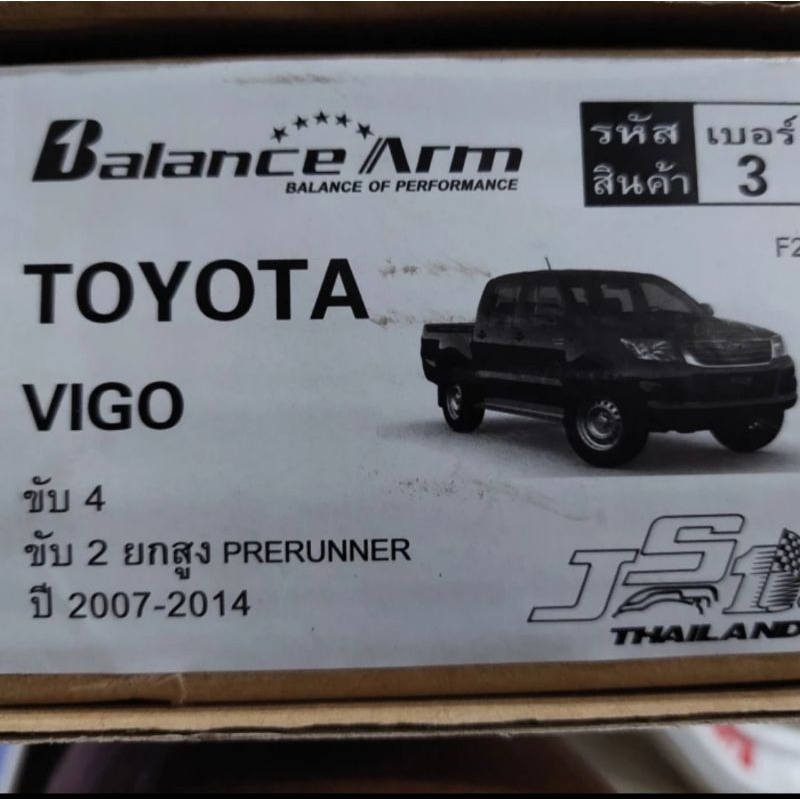 Balance Arm
BALANCE OF PERFORMANCE
รหัส
สินค้า
เบอร์
3
TOYOTA
VIGO
ขับ 4
ขับ 2 ยกสูง PRERUNNER
ปี 2007-2014
JS1
THAILAND